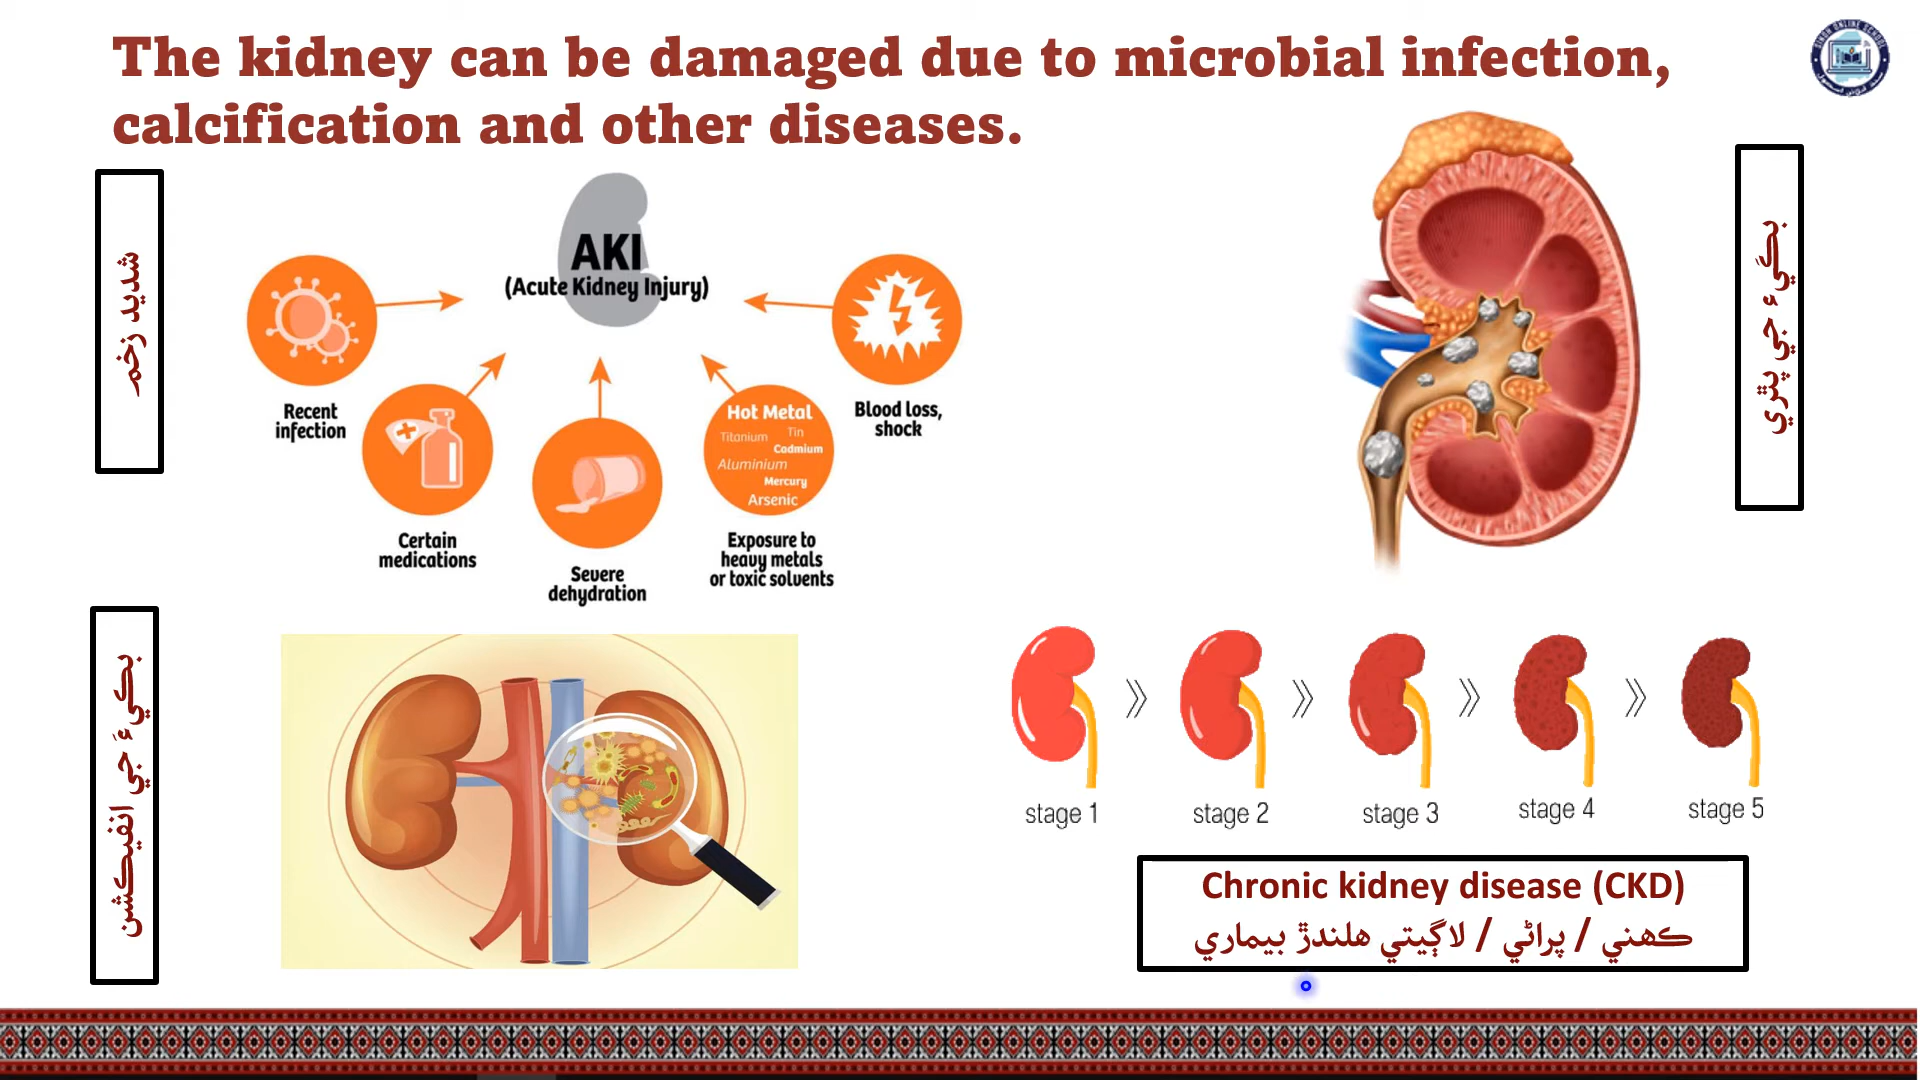 The kidney can be damaged due to microbial infection,
calcification and other diseases.
شديد زخم
AKI
(Acute Kidney Injury)
Recent
infection
Certain
medications
Severe
dehydration
Hot Metal
Titanium Tin
Cadmium
Aluminium
Mercury
Arsenic
Exposure to
heavy metals
or toxic solvents
Blood loss,
shock
بڪيءَ جي پٿري
بڪيءَ جي انفيڪشن
stage 1
stage 2
stage 3
stage 4
stage 5
Chronic kidney disease (CKD)
ڪهني / پراڻي / لاڳيتي هلندڙ بيماري